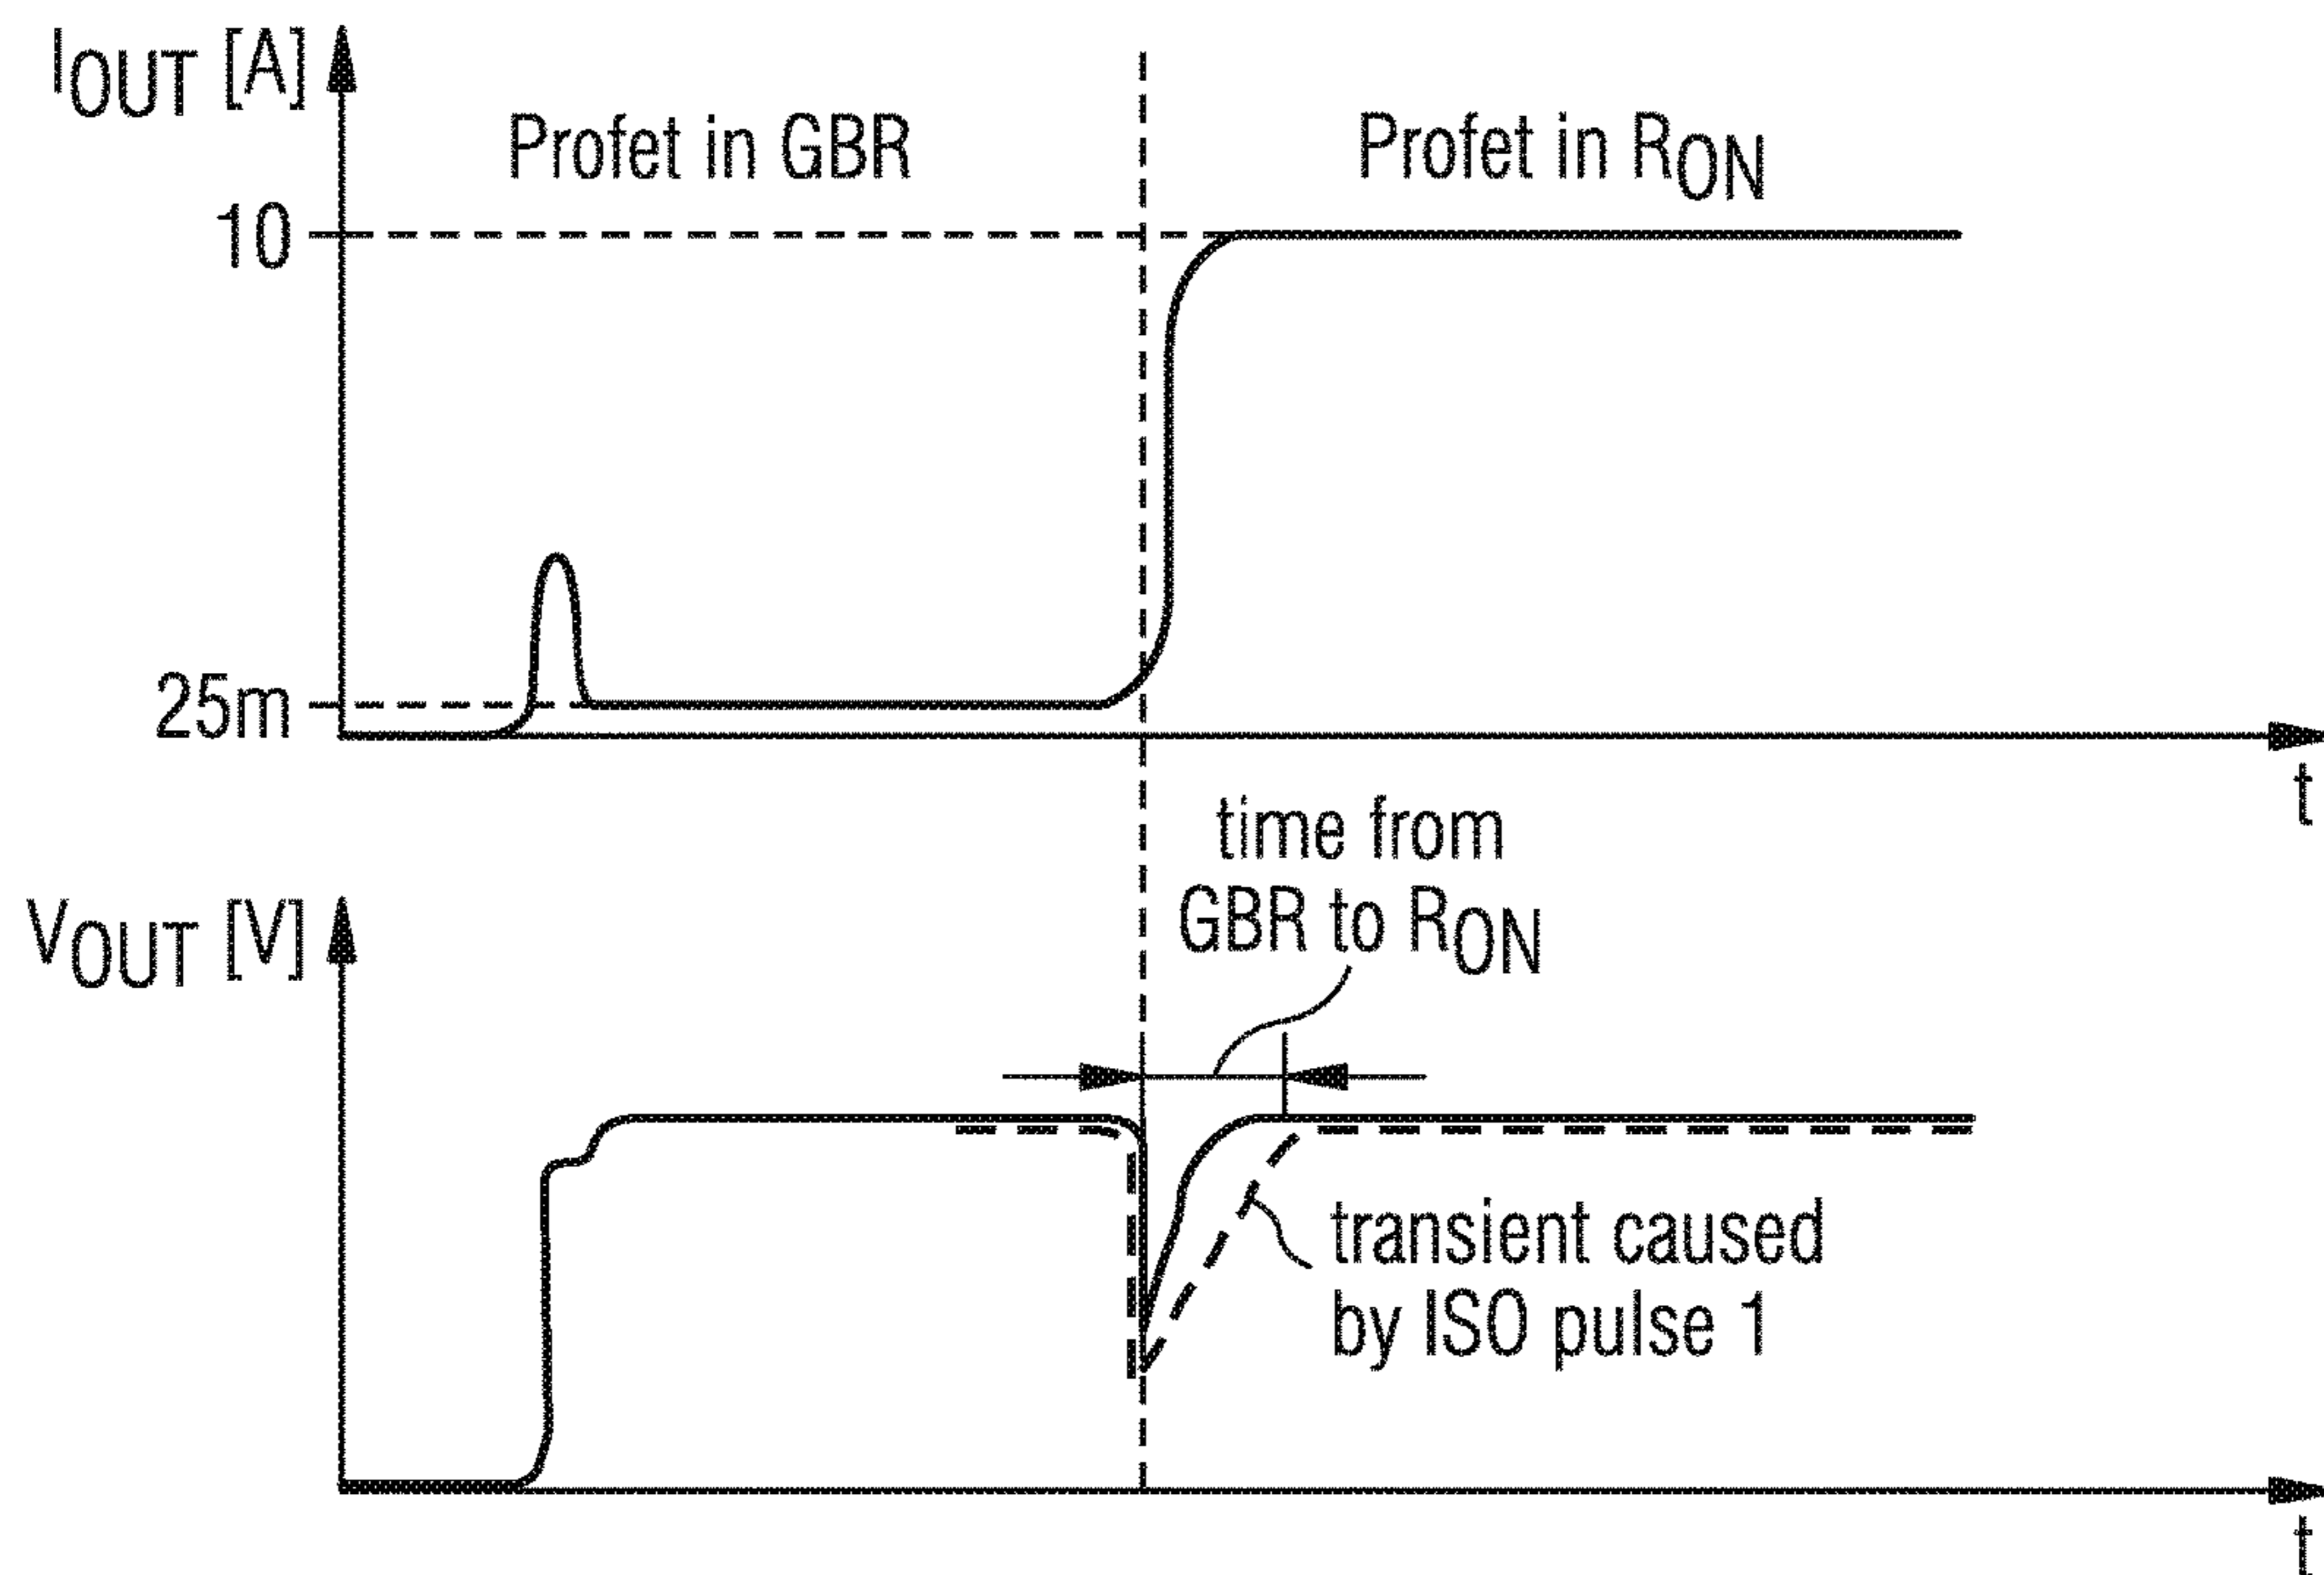 IOUT [A]
Profet in GBR
Profet in RON
10
25m
t
time from
GBR to RON
VOUT [V]
transient caused
by ISO pulse 1
t